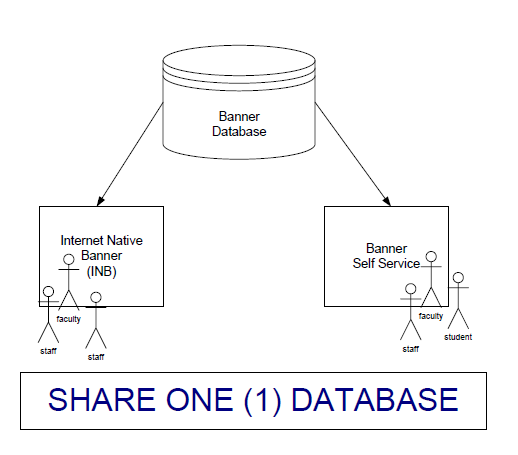 Banner
Database
Internet Native
Banner
(INB)
faculty
staff
staff
Banner
Self Service
faculty
staff
student
SHARE ONE (1) DATABASE